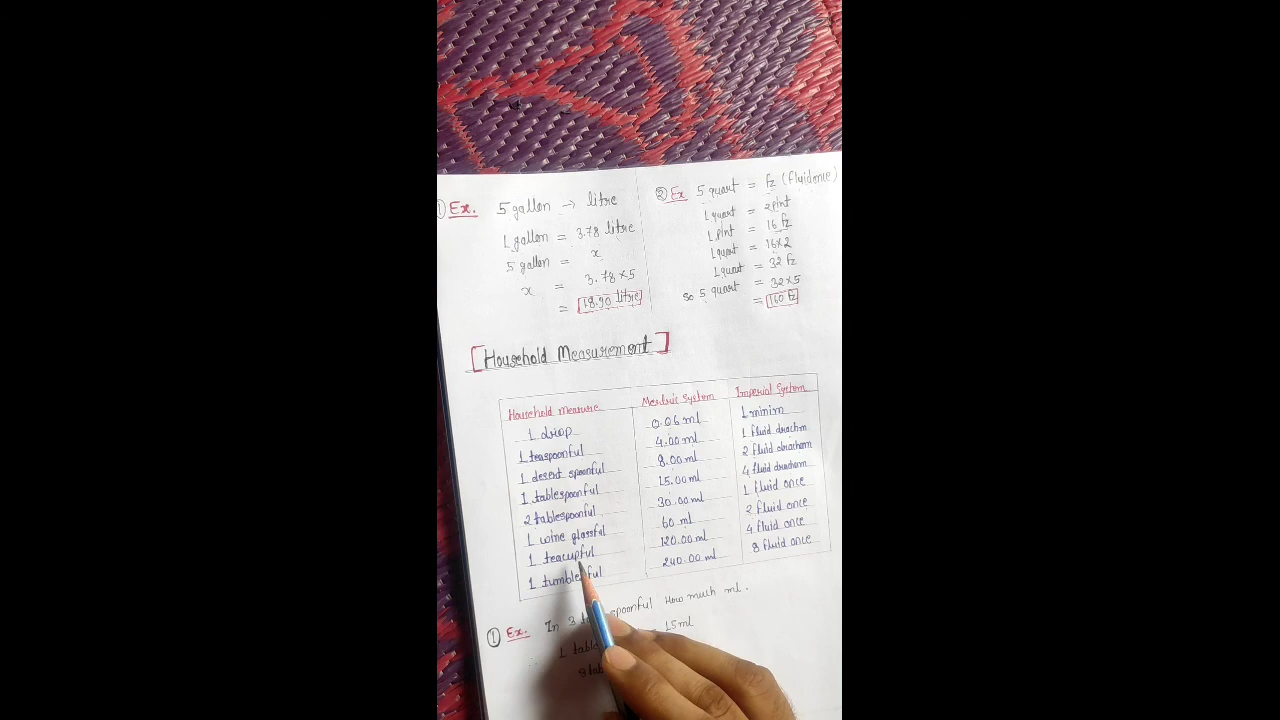 ① Ex. 5 gallon → litre
1 gallon = 3.78 litre
5 gallon = x
x = 3.78×5
= 18.90 litre
② Ex 5 quart = fz (fluidence)
1 quart = 2 pint
1 pint = 16 fz
1 quart = 16×2
1 quart = 32 fz
so 5 quart = 32×5
= 160 fz
[Household Measurement]
Household measure Mestric System Imperial System
1 drop 0.06 ml 1 minim
1 teaspoonful 4.00 ml 1 fluid drachm
1 desert spoonful 8.00 ml 2 fluid drachom
1 tablespoonful 15.00 ml 4 fluid drachom
2 tablespoonful 30.00 ml 1 fluid once
1 wine glassful 60 ml 2 fluid once
1 teacupful 120.00 ml 4 fluid once
1 tumblerful 240.00 ml 8 fluid once
① Ex. In 3 spoonful How much ml.
1 table = 15 ml